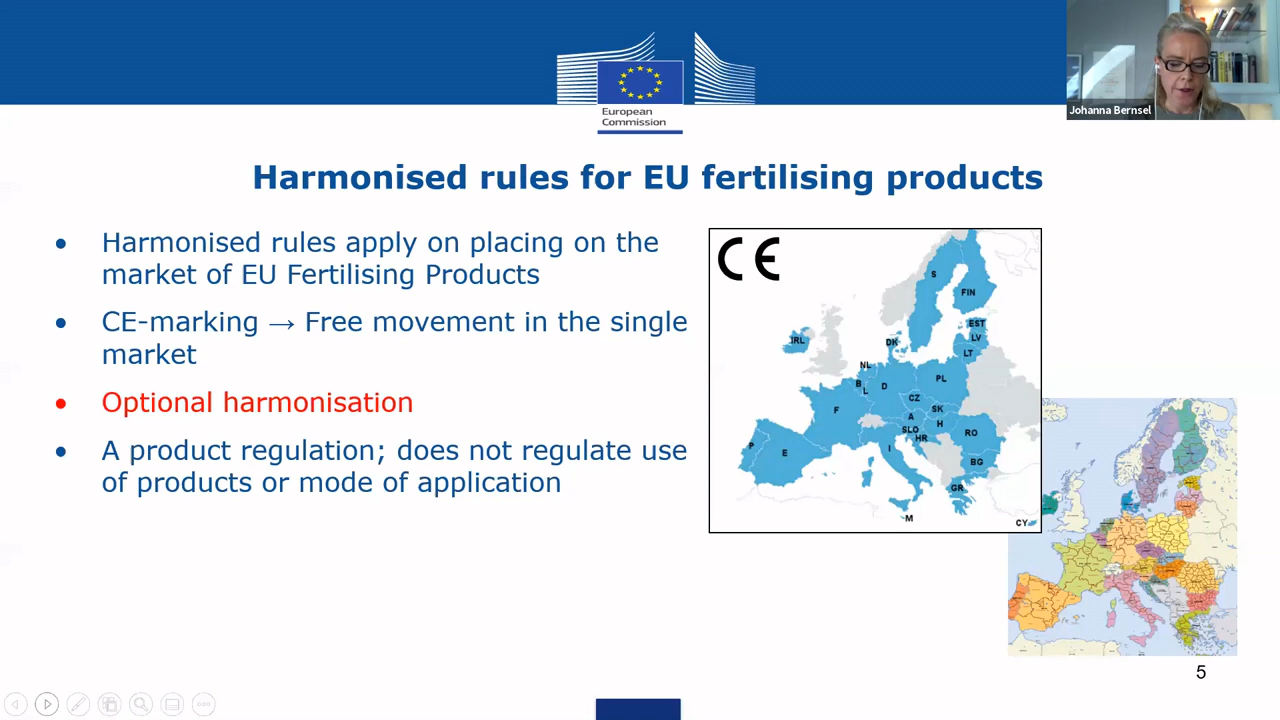 Johanna Bernsel
European
Commission
Harmonised rules for EU fertilising products
• Harmonised rules apply on placing on the
market of EU Fertilising Products
• CE-marking → Free movement in the single
market
• Optional harmonisation
• A product regulation; does not regulate use
of products or mode of application
CE
S
FIN
EST
LV
LT
IRL
DK
NL
B
L
D
PL
CZ
SK
F
A
H
SLO
HR
RO
P
E
I
BG
GR
M
CY
5